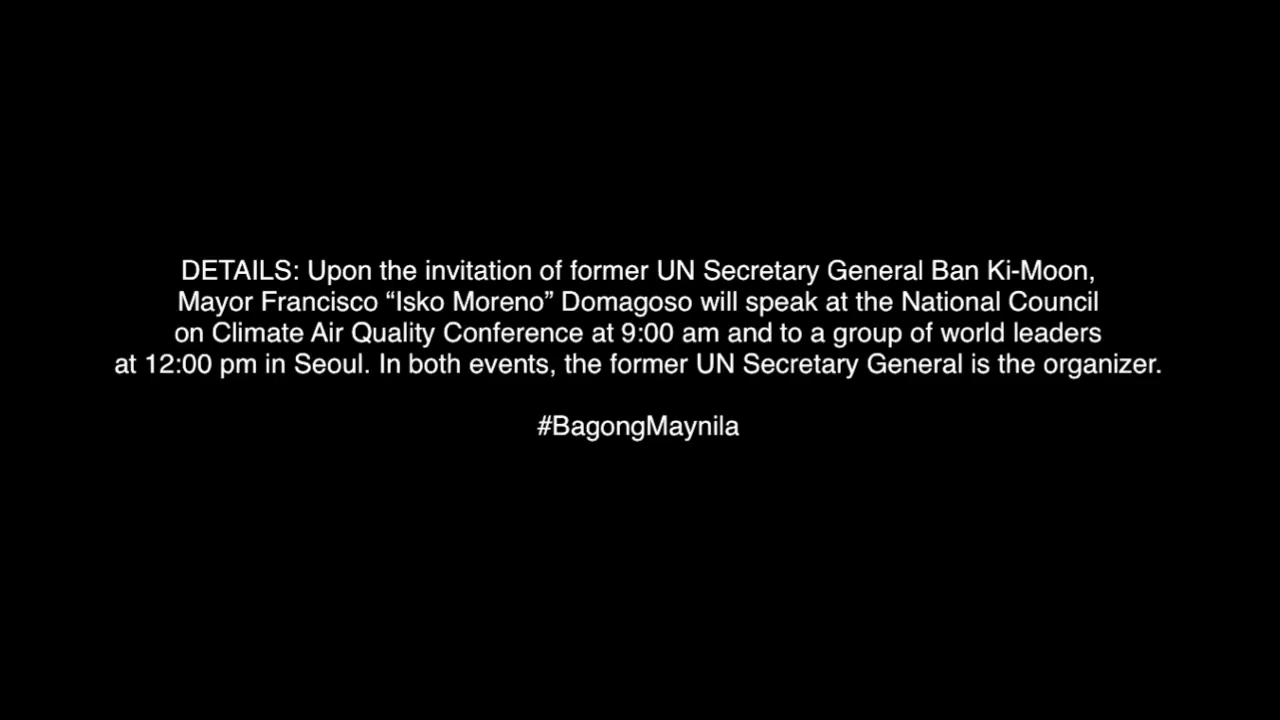 DETAILS: Upon the invitation of former UN Secretary General Ban Ki-Moon,
Mayor Francisco “Isko Moreno” Domagoso will speak at the National Council
on Climate Air Quality Conference at 9:00 am and to a group of world leaders
at 12:00 pm in Seoul. In both events, the former UN Secretary General is the organizer.
#BagongMaynila